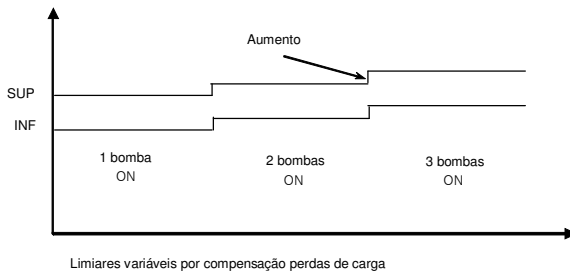 Aumento
SUP
INF
1 bomba
ON
2 bombas
ON
3 bombas
ON
Limiares variáveis por compensação perdas de carga